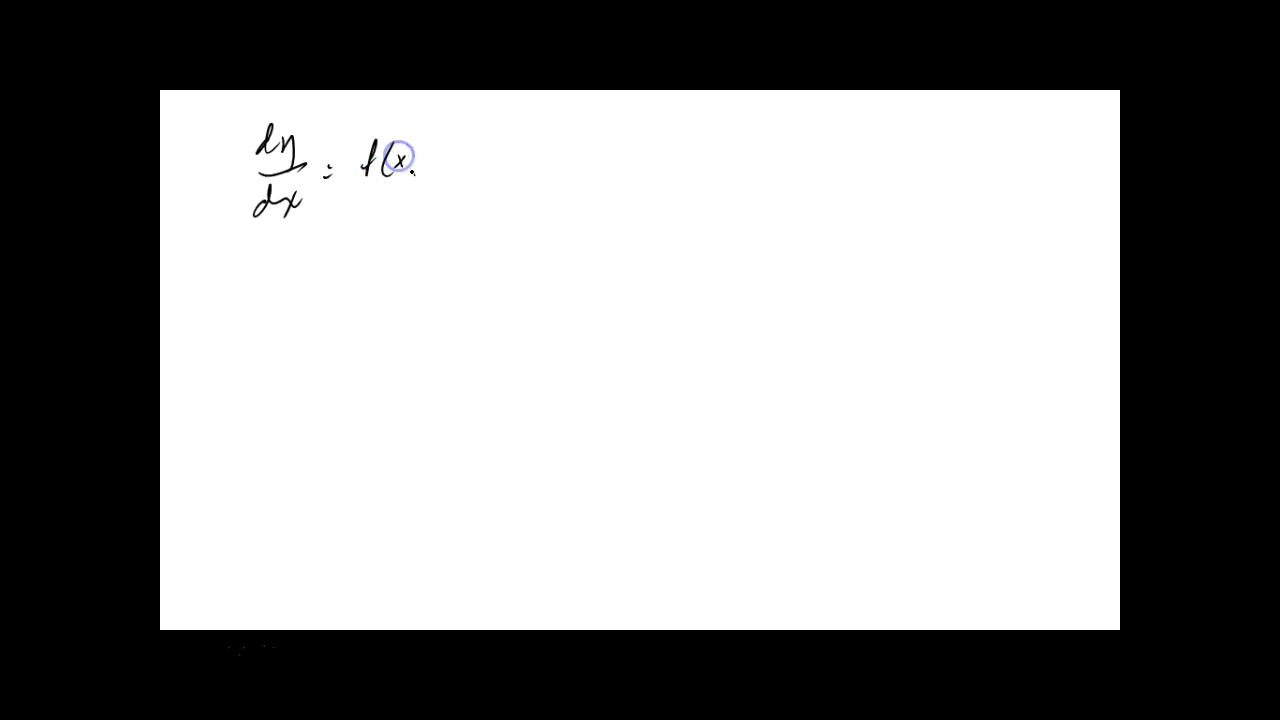 dy/dx = f(x,